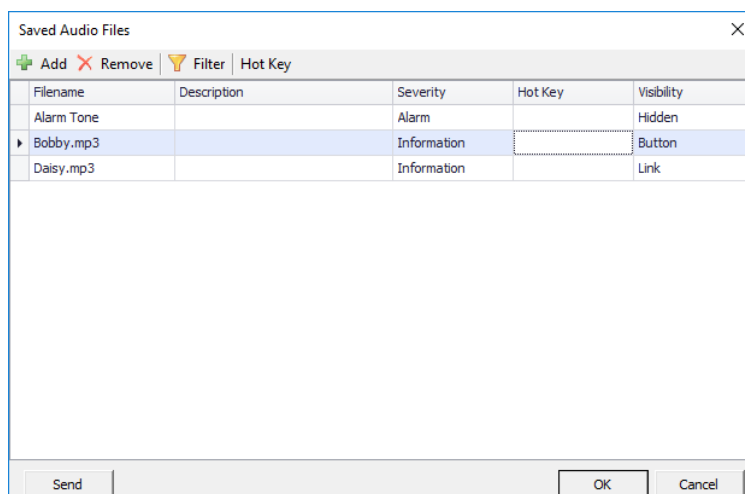 Saved Audio Files
Add Remove Filter Hot Key
Filename Description Severity Hot Key Visibility
Alarm Tone Alarm Hidden
Bobby.mp3 Information Button
Daisy.mp3 Information Link
Send OK Cancel